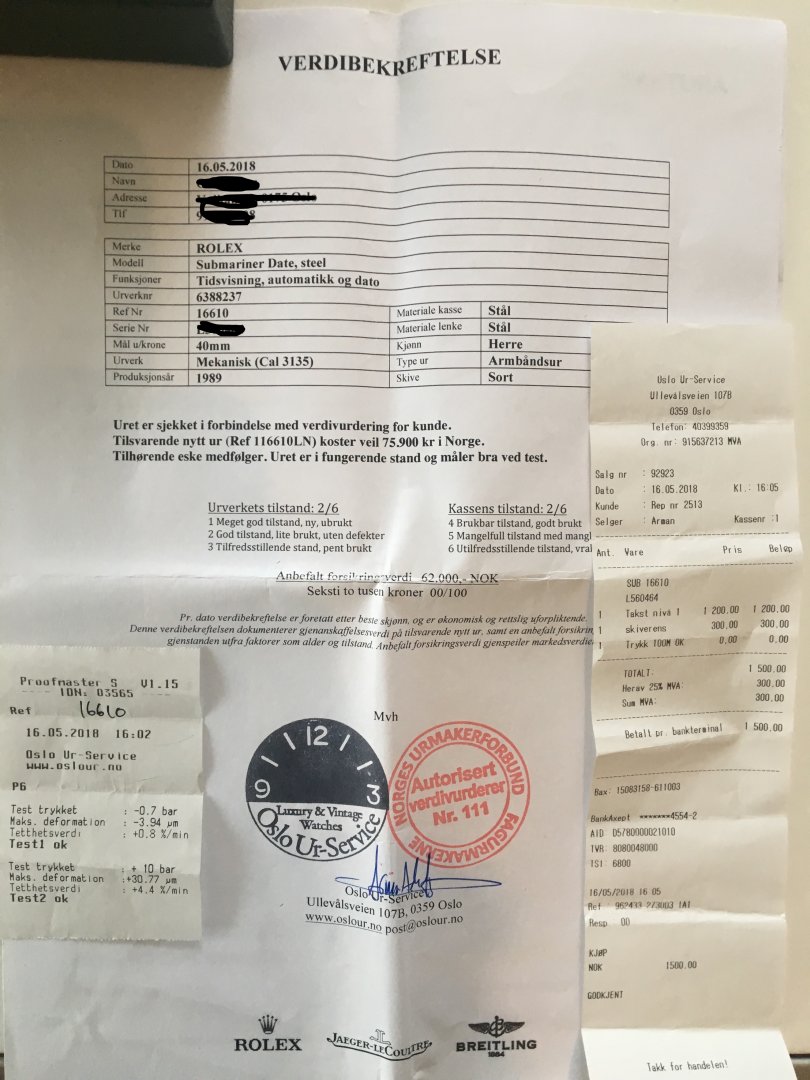 VERDIBEKREFTELSE
Dato 16.05.2018
Navn
Adresse Oslo
Tlf
Merke ROLEX
Modell Submariner Date, steel
Funksjoner Tidsvisning, automatikk og dato
Urverknr 6388237
Ref Nr 16610 Materiale kasse Stål
Serie Nr Materiale lenke Stål
Mål u/krone 40mm Kjønn Herre
Urverk Mekanisk (Cal 3135) Type ur Armbåndsur
Produksjonsår 1989 Skive Sort
Uret er sjekket i forbindelse med verdivurdering for kunde.
Tilsvarende nytt ur (Ref 116610LN) koster veil 75.900 kr i Norge.
Tilhørende eske medfølger. Uret er i fungerende stand og måler bra ved test.
Urverkets tilstand: 2/6 Kassens tilstand: 2/6
1 Meget god tilstand, ny, ubrukt 4 Brukbar tilstand, godt brukt
2 God tilstand, lite brukt, uten defekter 5 Mangelfull tilstand med mangl
3 Tilfredsstillende stand, pent brukt 6 Utilfredsstillende tilstand, vral
Anbefalt forsikringverdi 62.000,- NOK
Seksti to tusen kroner 00/100
Pr. dato verdibekreftelse er foretatt etter beste skjønn, og er økonomisk og rettslig uforpliktende.
Denne verdibekreftelsen dokumenterer gjenanskaffelsesverdi på tilsvarende nytt ur, samt en anbefalt forsikrin
gjenstanden utfra faktorer som alder og tilstand. Anbefalt forsikringverdi gjenspeiler markedsverdie
Mvh
12
9 3
Luxury & Vintage
Watches
Oslo Ur-Service
NORGES URMAKERFORBUND
Autorisert
verdivurderer
Nr. 111
FAGURMAKERNE
Oslo Ur-Service
Ullevålsveien 107B, 0359 Oslo
www.oslour.no post@oslour.no
ROLEX
JAEGER-LECOULTRE
BREITLING
1884
Proofmaster S V1.15
IDN: 03565
Ref 16610
16.05.2018 16:02
Oslo Ur-Service
www.oslour.no
P6
Test trykket : -0.7 bar
Maks. deformation : -3.94 µm
Tetthetsverdi : +0.8 %/min
Test1 ok
Test trykket : + 10 bar
Maks. deformation :+30.77 µm
Tetthetsverdi : +4.4 %/min
Test2 ok
Oslo Ur-Service
Ullevålsveien 107B
0359 Oslo
Telefon: 40399359
Org. nr: 915637213 MVA
Salg nr : 92923
Dato : 16.05.2018 Kl.: 16:05
Kunde : Rep nr 2513
Selger : Arman Kassenr :1
Ant. Vare Pris Beløp
SUB 16610
L560464
1 Takst nivå 1 1 200.00 1 200.00
1 skiverens 300.00 300.00
1 Trykk 100M OK 0.00 0.00
TOTALT: 1 500.00
Herav 25% MVA: 300.00
Sum MVA: 300.00
Betalt pr. bankterminal 1 500.00
Bax: 15083158-611003
BankAxept *******4554-2
AID D5780000021010
TVR: 8080048000
TSI: 6800
16/05/2018 16:05
Ref.: 962433 273003 IA1
Resp.: 00
KJØP
NOK 1500.00
GODKJENT
Takk for handelen!